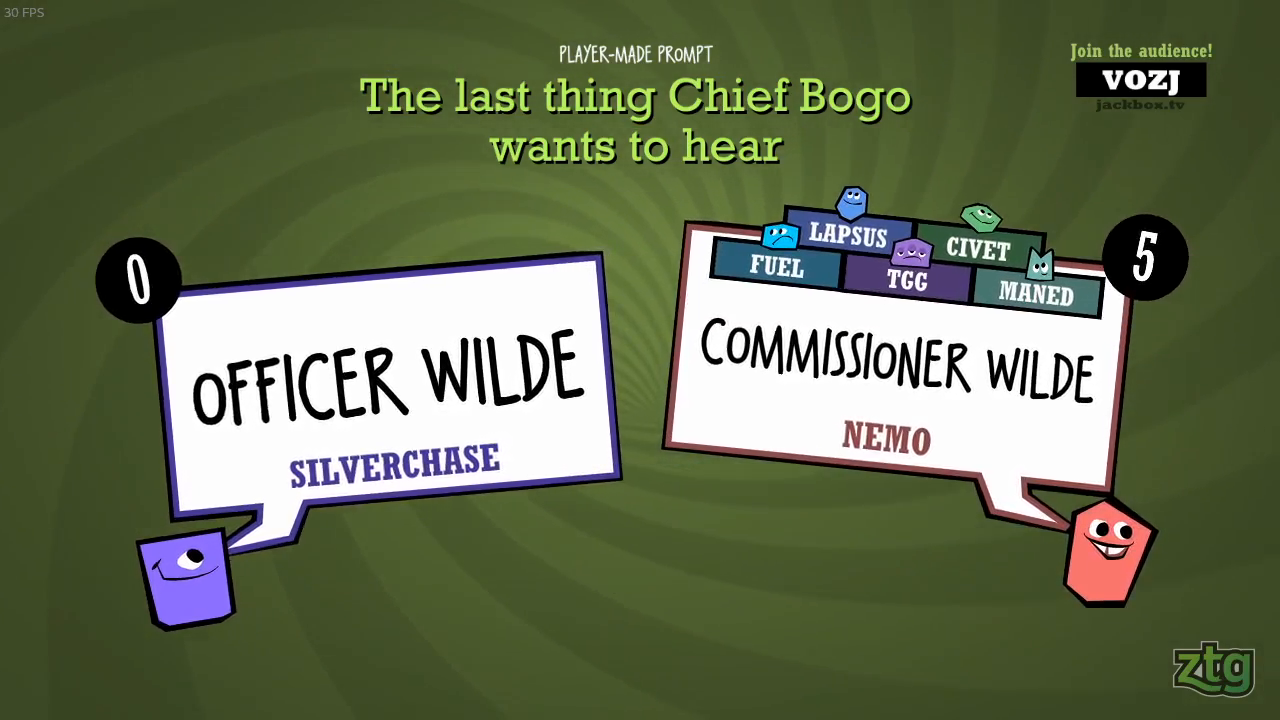 30 FPS
PLAYER-MADE PROMPT
The last thing Chief Bogo
wants to hear
Join the audience!
VOZJ
jackbox.tv
0
OFFICER WILDE
SILVERCHASE
LAPSUS
CIVET
FUEL
TGG
MANED
5
COMMISSIONER WILDE
NEMO
ztg